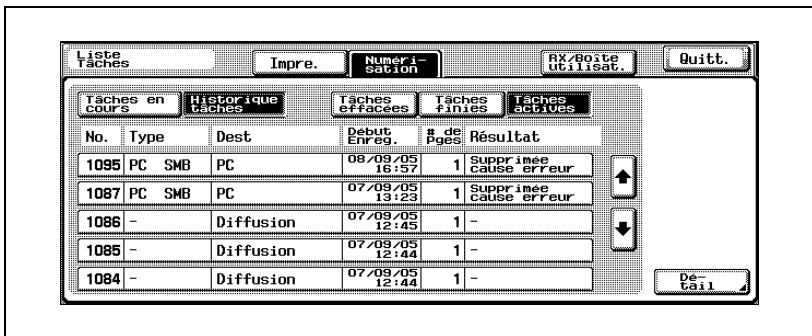 Liste
Tâches
Impre.
Numéri-
sation
RX/Boîte
utilisat.
Quitt.
Tâches en
cours
Historique
tâches
Tâches
effacées
Tâches
finies
Tâches
actives
No. Type Dest Début
Enreg. # de
Pges Résultat
1095 PC SMB PC 08/09/05
16:57 1 Supprimée
cause erreur
1087 PC SMB PC 07/09/05
13:23 1 Supprimée
cause erreur
1086 - Diffusion 07/09/05
12:45 1 -
1085 - Diffusion 07/09/05
12:44 1 -
1084 - Diffusion 07/09/05
12:44 1 -
Dé-
tail